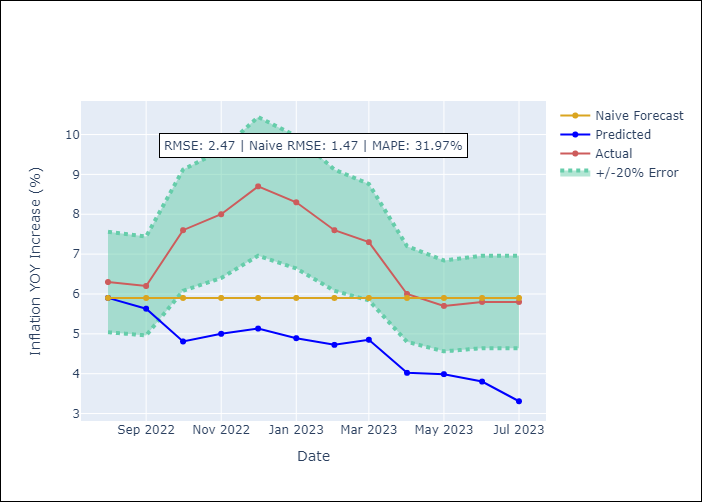 RMSE: 2.47 | Naive RMSE: 1.47 | MAPE: 31.97%
Naive Forecast
Predicted
Actual
+/-20% Error
Inflation YOY Increase (%)
10
9
8
7
6
5
4
3
Sep 2022
Nov 2022
Jan 2023
Mar 2023
May 2023
Jul 2023
Date